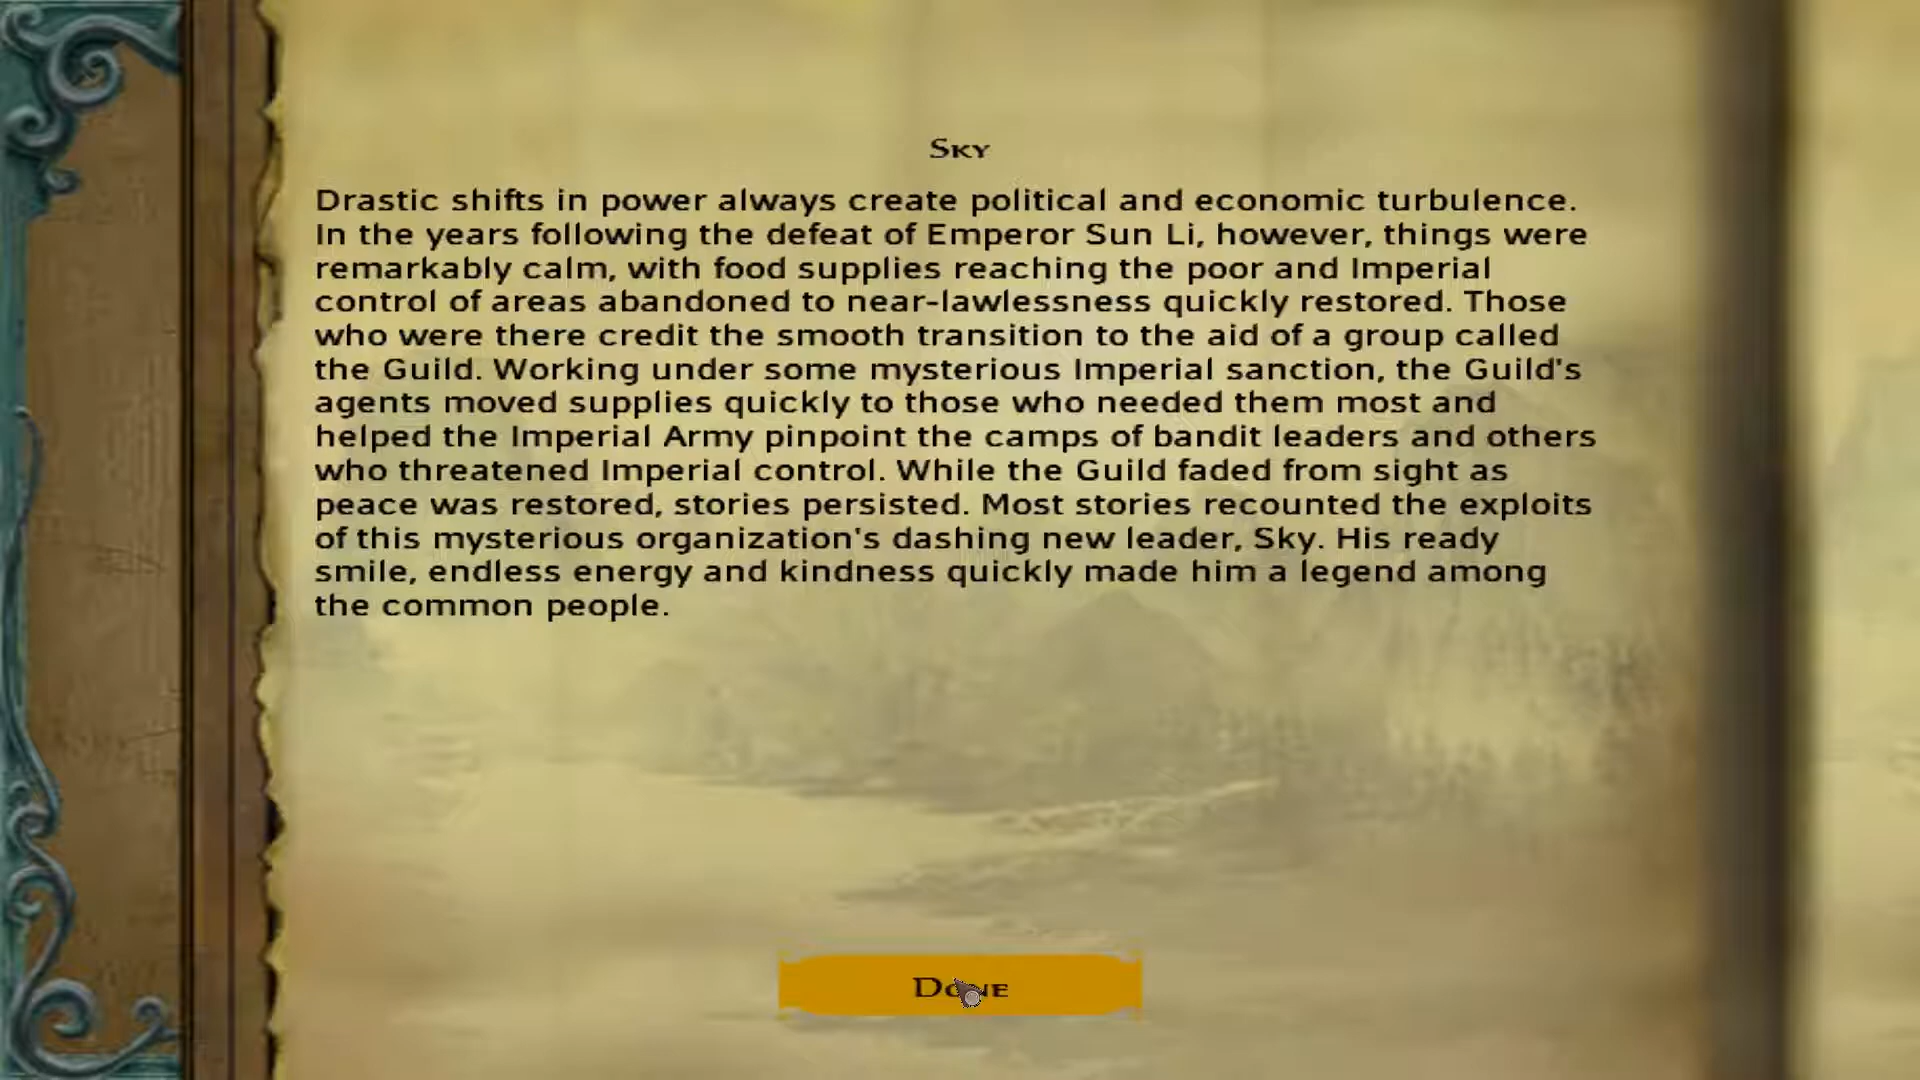 Sky
Drastic shifts in power always create political and economic turbulence.
In the years following the defeat of Emperor Sun Li, however, things were
remarkably calm, with food supplies reaching the poor and Imperial
control of areas abandoned to near-lawlessness quickly restored. Those
who were there credit the smooth transition to the aid of a group called
the Guild. Working under some mysterious Imperial sanction, the Guild's
agents moved supplies quickly to those who needed them most and
helped the Imperial Army pinpoint the camps of bandit leaders and others
who threatened Imperial control. While the Guild faded from sight as
peace was restored, stories persisted. Most stories recounted the exploits
of this mysterious organization's dashing new leader, Sky. His ready
smile, endless energy and kindness quickly made him a legend among
the common people.
Done